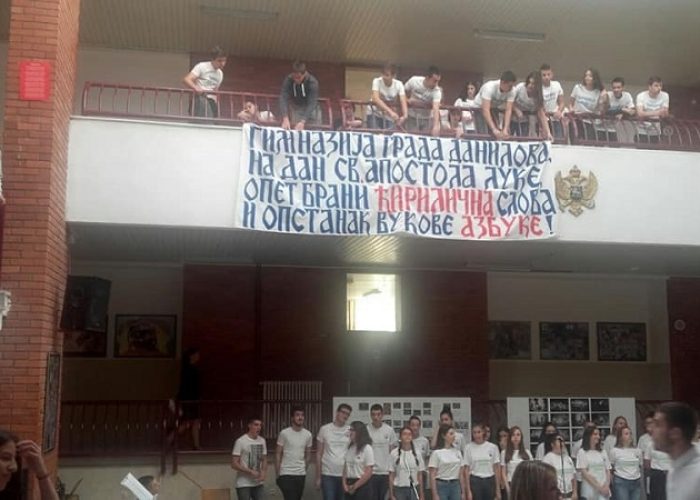 ГИМНАЗИЈА ГРАДА ДАНИЛОВА,
НА ДАН СВ. АПОСТОЛА ЛУКЕ,
ОПЕТ БРАНИ ЋИРИЛИЧНА СЛОВА
И ОПСТАНАК ВУКОВЕ АЗБУКЕ!